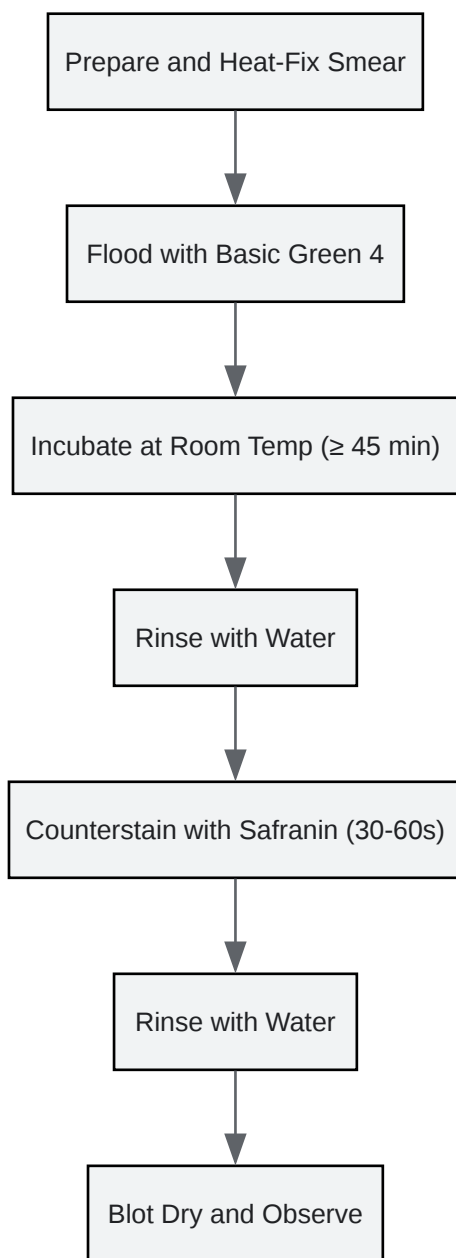 Prepare and Heat-Fix Smear
Flood with Basic Green 4
Incubate at Room Temp (≥ 45 min)
Rinse with Water
Counterstain with Safranin (30-60s)
Rinse with Water
Blot Dry and Observe